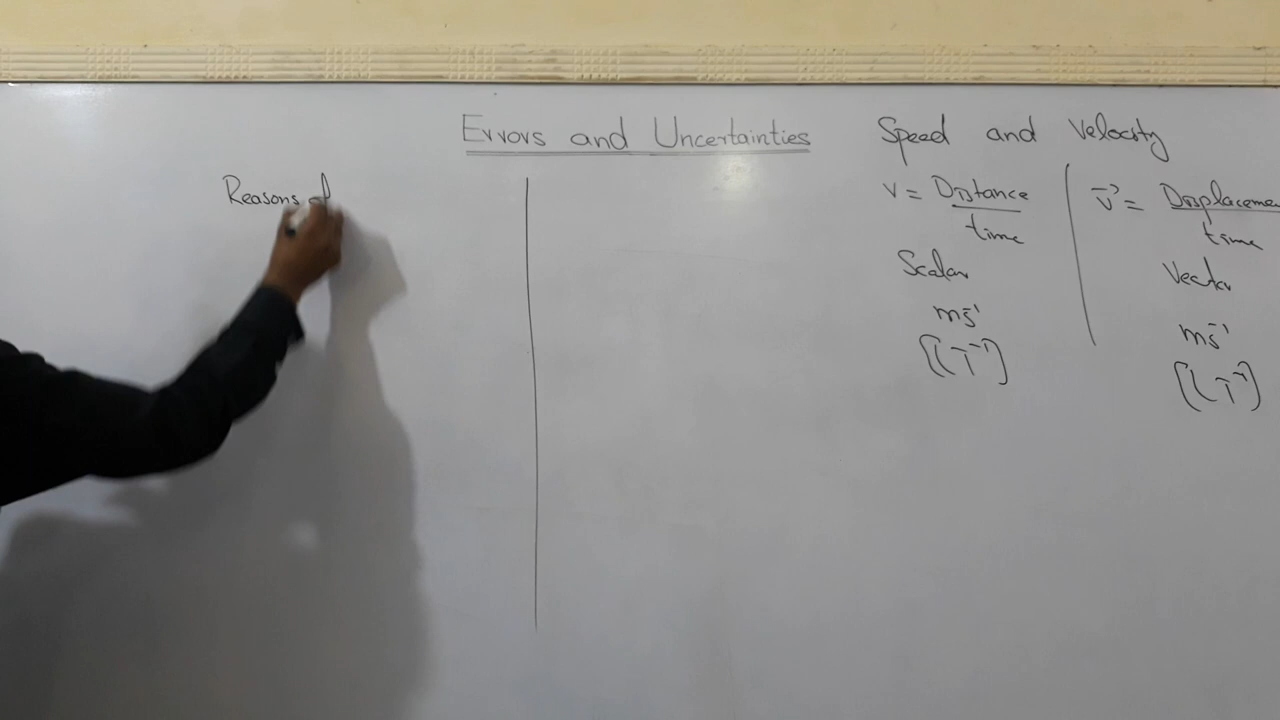 Errors and Uncertainties
Reasons of
Speed and Velocity
v = Distance
time
Scalar
ms⁻¹
[LT⁻¹]
v⃗ = Displacemen
time
Vector
ms⁻¹
[LT⁻¹]